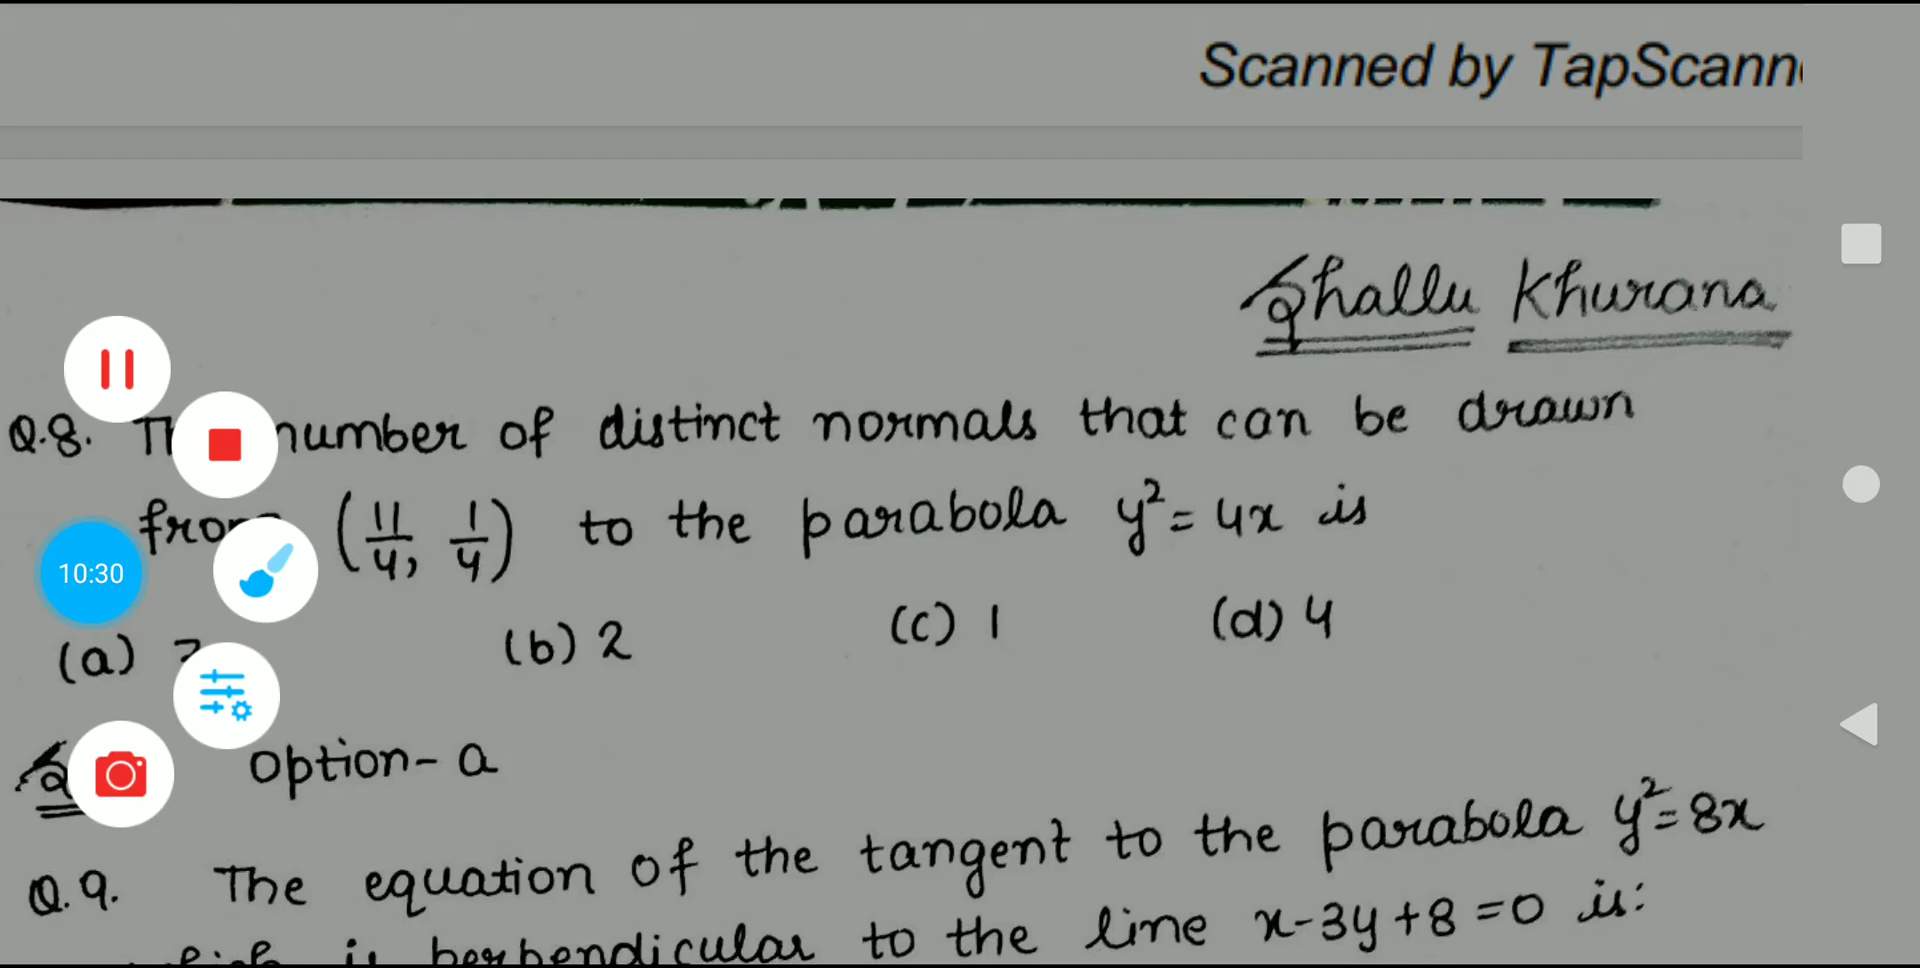 Scanned by TapScann
Shallu Khurana
Q.8. number of distinct normals that can be drawn
(11/4, 1/4) to the parabola y²=4x is
(a) (b) 2 (c) 1 (d) 4
10:30
option- a
Q.9. The equation of the tangent to the parabola y²=8x
is perpendicular to the line x-3y+8=0 is: